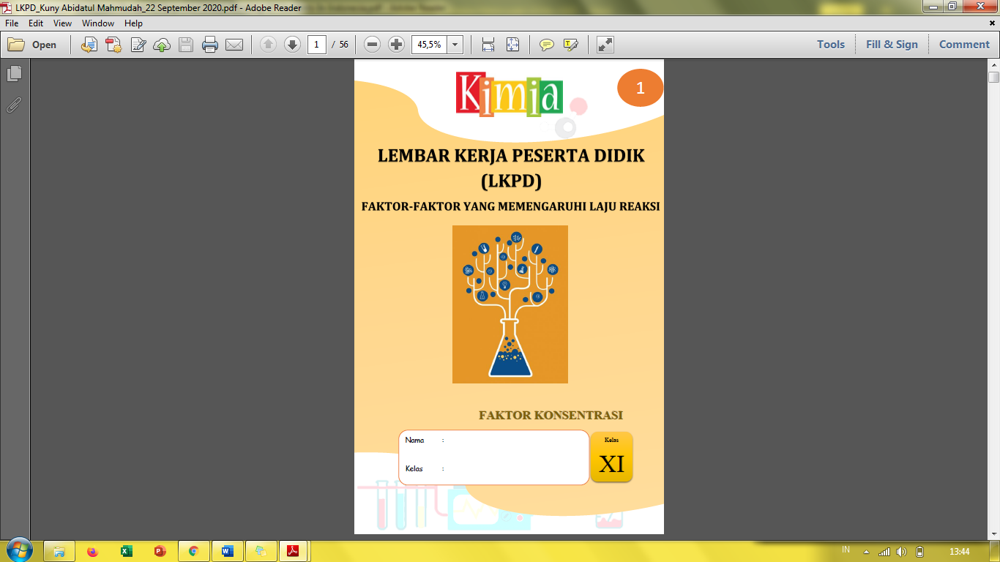 LKPD_Kuny Abidatul Mahmudah_22 September 2020.pdf - Adobe Reader
File Edit View Window Help
Open 1 / 56 45,5% Tools Fill & Sign Comment
Kimia
1
LEMBAR KERJA PESERTA DIDIK
(LKPD)
FAKTOR-FAKTOR YANG MEMENGARUHI LAJU REAKSI
FAKTOR KONSENTRASI
Nama :
Kelas :
Kelas
XI
IN 13:44